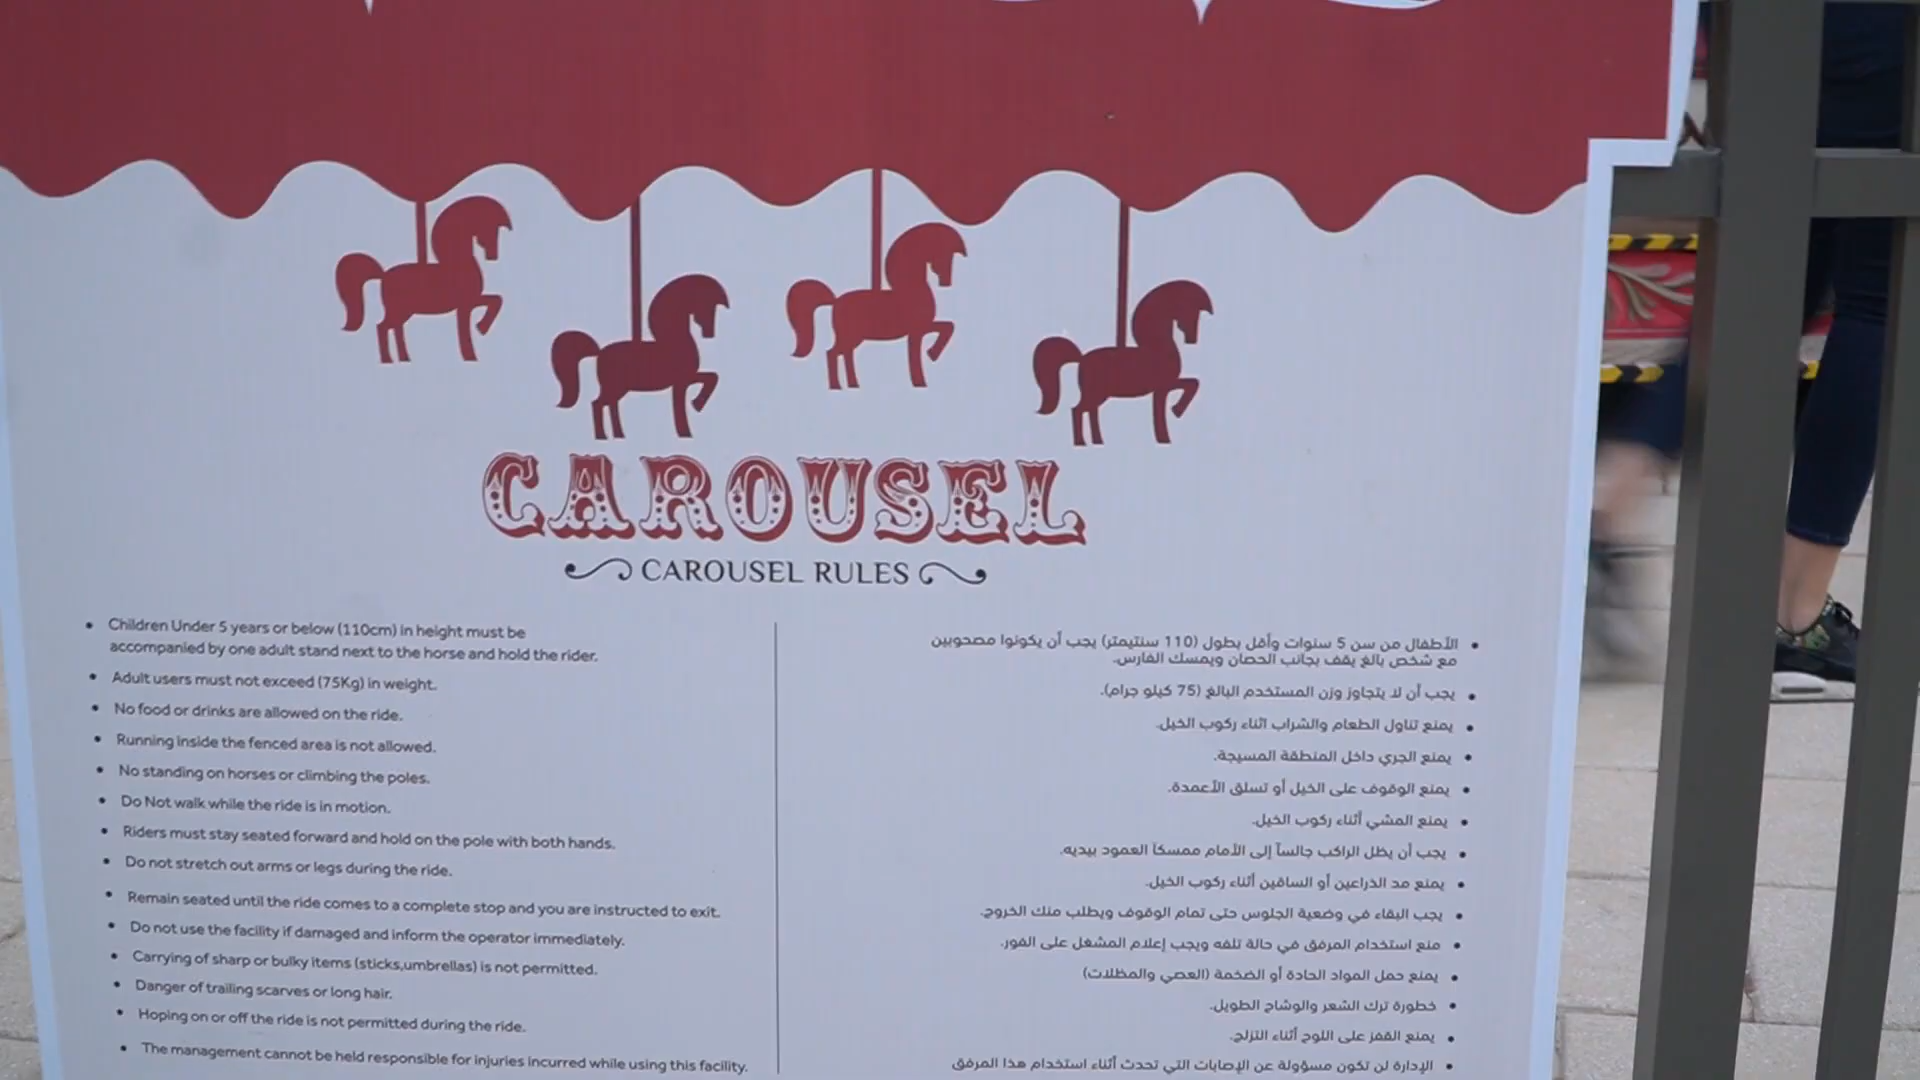 CAROUSEL
CAROUSEL RULES
• Children Under 5 years or below (110cm) in height must be
accompanied by one adult stand next to the horse and hold the rider.
• Adult users must not exceed (75Kg) in weight.
• No food or drinks are allowed on the ride.
• Running inside the fenced area is not allowed.
• No standing on horses or climbing the poles.
• Do Not walk while the ride is in motion.
• Riders must stay seated forward and hold on the pole with both hands.
• Do not stretch out arms or legs during the ride.
• Remain seated until the ride comes to a complete stop and you are instructed to exit.
• Do not use the facility if damaged and inform the operator immediately.
• Carrying of sharp or bulky items (sticks,umbrellas) is not permitted.
• Danger of trailing scarves or long hair.
• Hoping on or off the ride is not permitted during the ride.
• The management cannot be held responsible for injuries incurred while using this facility.
• الأطفال من سن 5 سنوات وأقل بطول (110 سنتيمتر) يجب أن يكونوا مصحوبين
مع شخص بالغ يقف بجانب الحصان ويمسك الفارس.
• يجب أن لا يتجاوز وزن المستخدم البالغ (75 كيلو جرام).
• يمنع تناول الطعام والشراب اثناء ركوب الخيل.
• يمنع الجري داخل المنطقة المسيجة.
• يمنع الوقوف على الخيل أو تسلق الأعمدة.
• يمنع المشي أثناء ركوب الخيل.
• يجب أن يظل الراكب جالساً إلى الأمام ممسكاً العمود بيديه.
• يمنع مد الذراعين أو الساقين أثناء ركوب الخيل.
• يجب البقاء في وضعية الجلوس حتى تمام الوقوف ويطلب منك الخروج.
• منع استخدام المرفق في حالة تلفه ويجب إعلام المشغل على الفور.
• يمنع حمل المواد الحادة أو الضخمة (العصي والمظلات)
• خطورة ترك الشعر والوشاح الطويل.
• يمنع القفز على اللوح أثناء التزلج.
• الإدارة لن تكون مسؤولة عن الإصابات التي تحدث أثناء استخدام هذا المرفق